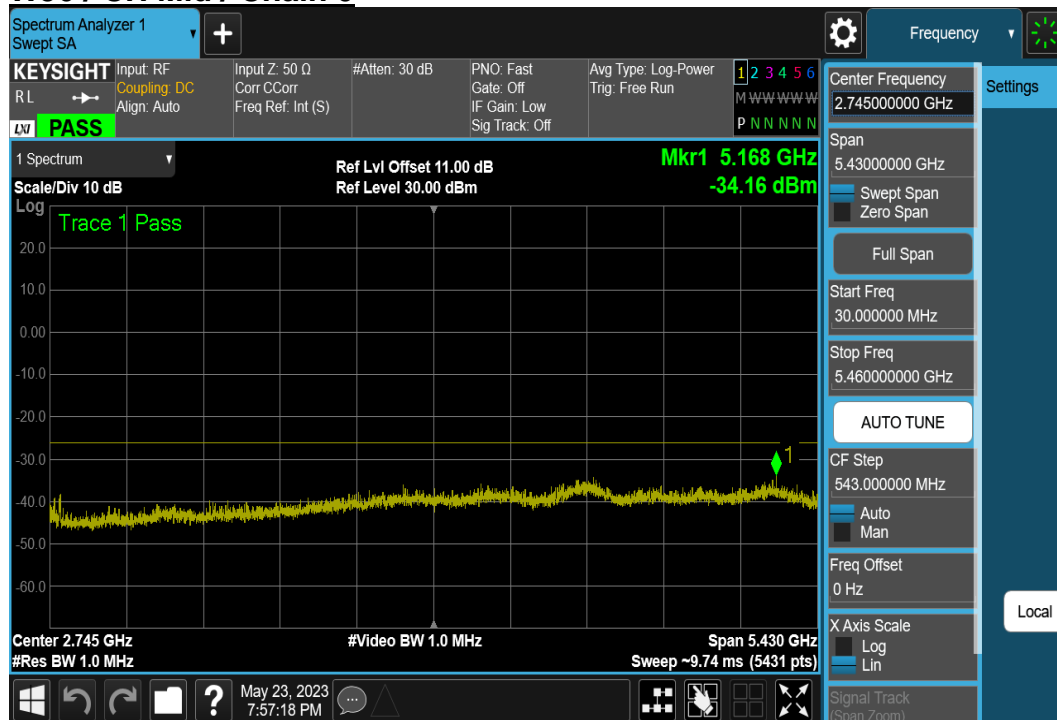 Spectrum Analyzer 1
Swept SA
Frequency
KEYSIGHT
RL
LXI
PASS
Input: RF
Coupling: DC
Align: Auto
Input Z: 50 Ω
Corr CCorr
Freq Ref: Int (S)
#Atten: 30 dB
PNO: Fast
Gate: Off
IF Gain: Low
Sig Track: Off
Avg Type: Log-Power
Trig: Free Run
1 2 3 4 5 6
M W W W W W
P N N N N N
1 Spectrum
Scale/Div 10 dB
Ref Lvl Offset 11.00 dB
Ref Level 30.00 dBm
Mkr1 5.168 GHz
-34.16 dBm
Log
Trace 1 Pass
20.0
10.0
0.00
-10.0
-20.0
-30.0
-40.0
-50.0
-60.0
1
Center 2.745 GHz
#Res BW 1.0 MHz
#Video BW 1.0 MHz
Span 5.430 GHz
Sweep ~9.74 ms (5431 pts)
Center Frequency
2.745000000 GHz
Span
5.43000000 GHz
Swept Span
Zero Span
Full Span
Start Freq
30.000000 MHz
Stop Freq
5.460000000 GHz
AUTO TUNE
CF Step
543.000000 MHz
Auto
Man
Freq Offset
0 Hz
X Axis Scale
Log
Lin
Signal Track
(Span Zoom)
Settings
Local
?
May 23, 2023
7:57:18 PM